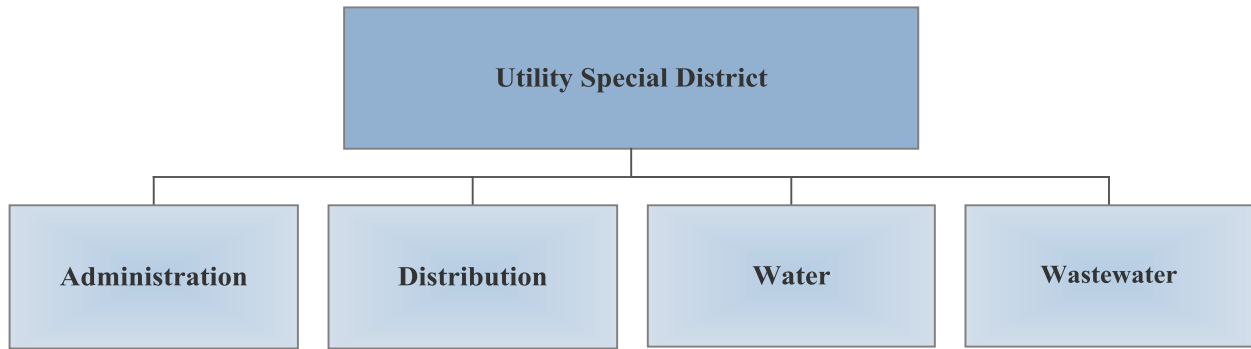 Utility Special District
Administration
Distribution
Water
Wastewater